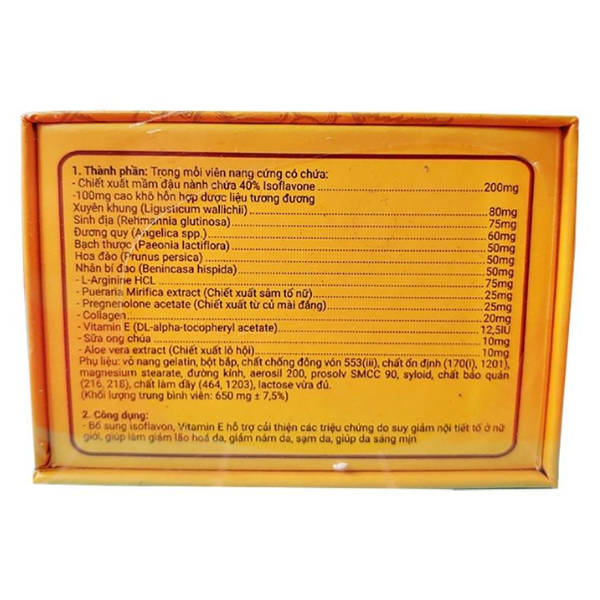 1. Thành phần: Trong mỗi viên nang cứng có chứa:
- Chiết xuất mầm đậu nành chứa 40% Isoflavone 200mg
-100mg cao khô hỗn hợp dược liệu tương đương
Xuyên khung (Ligusticum wallichii) 80mg
Sinh địa (Rehmannia glutinosa) 75mg
Đương quy (Angelica spp.) 60mg
Bạch thược (Paeonia lactiflora) 50mg
Hoa đào (Prunus persica) 50mg
Nhân bí đao (Benincasa hispida) 50mg
- L-Arginine HCL 75mg
- Pueraria Mirifica extract (Chiết xuất sâm tố nữ) 25mg
- Pregnenolone acetate (Chiết xuất từ củ mài đắng) 25mg
- Collagen 20mg
- Vitamin E (DL-alpha-tocopheryl acetate) 12,5IU
- Sữa ong chúa 10mg
- Aloe vera extract (Chiết xuất lô hội) 10mg
Phụ liệu: vỏ nang gelatin, bột bắp, chất chống đông vón 553(iii), chất ổn định (170(i), 1201),
magnesium stearate, đường kính, aerosil 200, prosolv SMCC 90, syloid, chất bảo quản
(216, 218), chất làm dầy (464, 1203), lactose vừa đủ.
(Khối lượng trung bình viên: 650 mg ± 7,5%)
2. Công dụng:
- Bổ sung isoflavon, Vitamin E hỗ trợ cải thiện các triệu chứng do suy giảm nội tiết tố ở nữ
giới, giúp làm giảm lão hoá da, giảm nám da, sạm da, giúp da sáng mịn